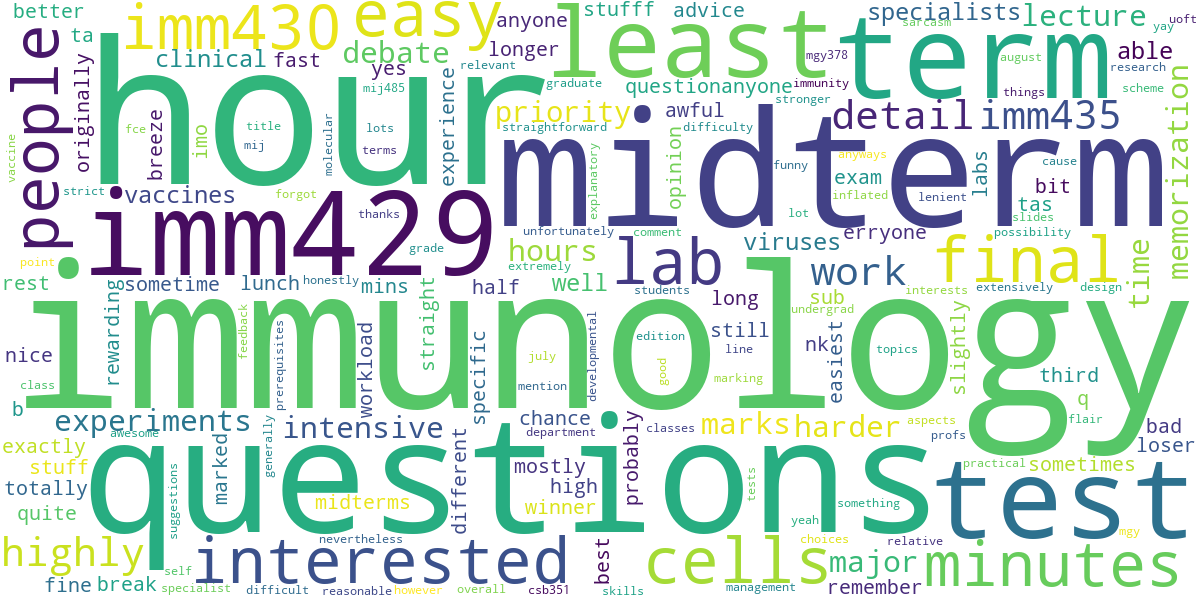 people
better
ta
imm430
easy
stufff
advice
specialists
lecture
sarcasm
yay
uoft
anyone
debate
clinical
fast
longer
least
term
able
mgy378
originally
hour
yes
relevant
graduate
questionanyone
immunity
august
things
research
scheme
mij485
stronger
vaccine
breeze
fce
imo
title
mij
lots
terms
molecular
experience
priority
straightforward
awful
difficulty
detail
imm435
memorization
midterm
strict
vaccines
forgot
thanks
imm429
grade
explanatory
opinion
funny
anyways
exam
inflated
cause
labs
bit
lot
lenient
tas
slides
unfortunately
comment
viruses
erryone
possibility
point
hours
extremely
lab
work
final
time
rest
sometime
lunch
honestly
mins
half
well
students
long
sub
undergrad
interests
extensively
design
rewarding
feedback
prerequisites
straight
workload
immunology
july
mention
developmental
edition
good
still
line
marking
nk
easiest
topics
slightly
third
q
flair
nice
class
b
experiments
awesome
intensive
specific
chance
department
classes
marks
harder
aspects
profs
bad
loser
exactly
stuff
totally
quite
suggestions
marked
generally
questions
midterms
different
mostly
high
winner
probably
tests
something
yeah
practical
sometimes
test
choices
relative
mgy
highly
self
interested
nevertheless
best
cells
major
minutes
fine
break
specialist
difficult
reasonable
however
overall
csb351
skills
management
remember